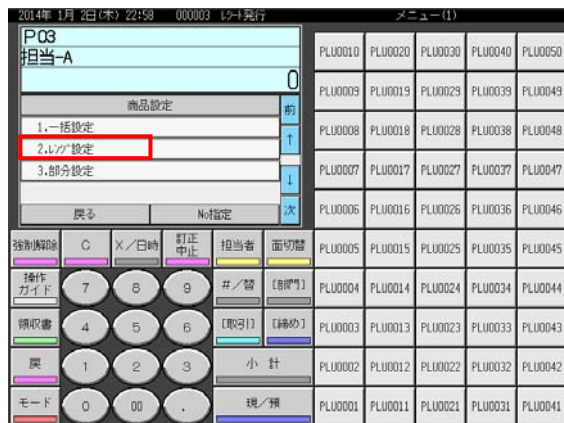 2014年 1月 2日(木) 22:58 000003 ﾚｼｰﾄ発行 メニュー(1)
P03
担当-A
0
商品設定
前
1.一括設定
↑
2.ﾚﾝｼﾞ設定
3.部分設定
↓
戻る No指定 次
PLU0010 PLU0020 PLU0030 PLU0040 PLU0050
PLU0009 PLU0019 PLU0029 PLU0039 PLU0049
PLU0008 PLU0018 PLU0028 PLU0038 PLU0048
PLU0007 PLU0017 PLU0027 PLU0037 PLU0047
PLU0006 PLU0016 PLU0026 PLU0036 PLU0046
強制解除 C ×/日時 訂正 中止 担当者 面切替 PLU0005 PLU0015 PLU0025 PLU0035 PLU0045
操作 ガイド 7 8 9 #/替 [部門] PLU0004 PLU0014 PLU0024 PLU0034 PLU0044
領収書 4 5 6 [取引] [締め] PLU0003 PLU0013 PLU0023 PLU0033 PLU0043
戻 1 2 3 小 計 PLU0002 PLU0012 PLU0022 PLU0032 PLU0042
モード 0 00 . 現/預 PLU0001 PLU0011 PLU0021 PLU0031 PLU0041